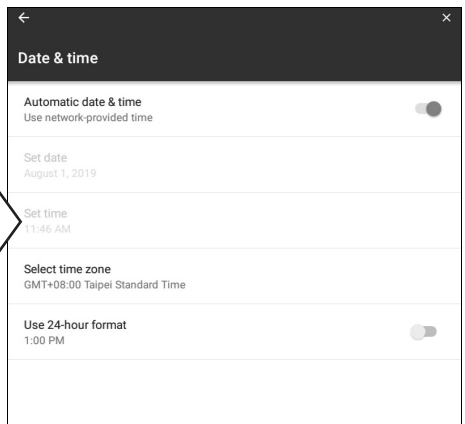 Date & time
Automatic date & time
Use network-provided time
Set date
August 1, 2019
Set time
11:46 AM
Select time zone
GMT+08:00 Taipei Standard Time
Use 24-hour format
1:00 PM